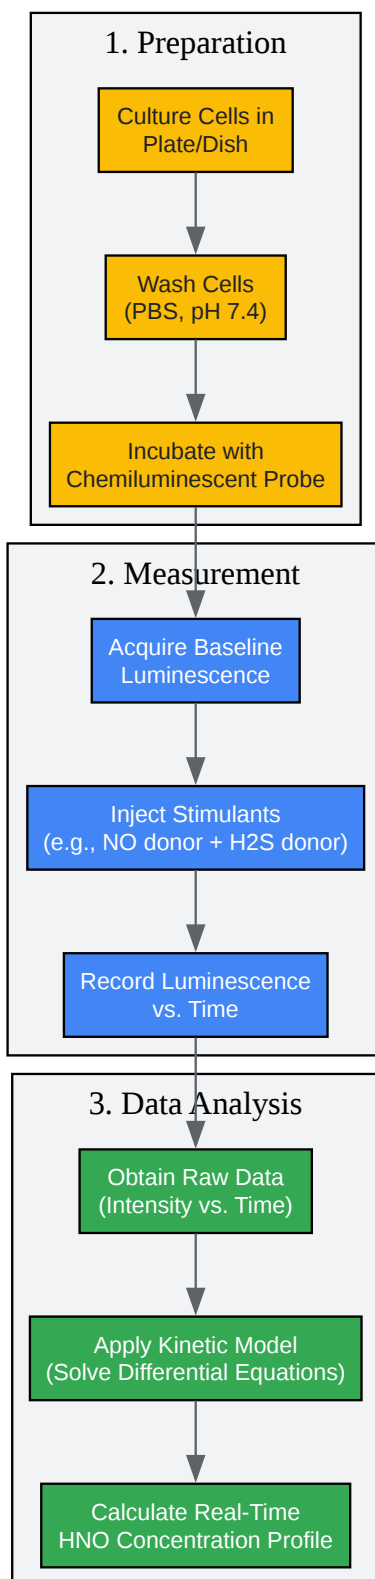 1. Preparation
Culture Cells in
Plate/Dish
Wash Cells
(PBS, pH 7.4)
Incubate with
Chemiluminescent Probe
2. Measurement
Acquire Baseline
Luminescence
Inject Stimulants
(e.g., NO donor + H2S donor)
Record Luminescence
vs. Time
3. Data Analysis
Obtain Raw Data
(Intensity vs. Time)
Apply Kinetic Model
(Solve Differential Equations)
Calculate Real-Time
HNO Concentration Profile